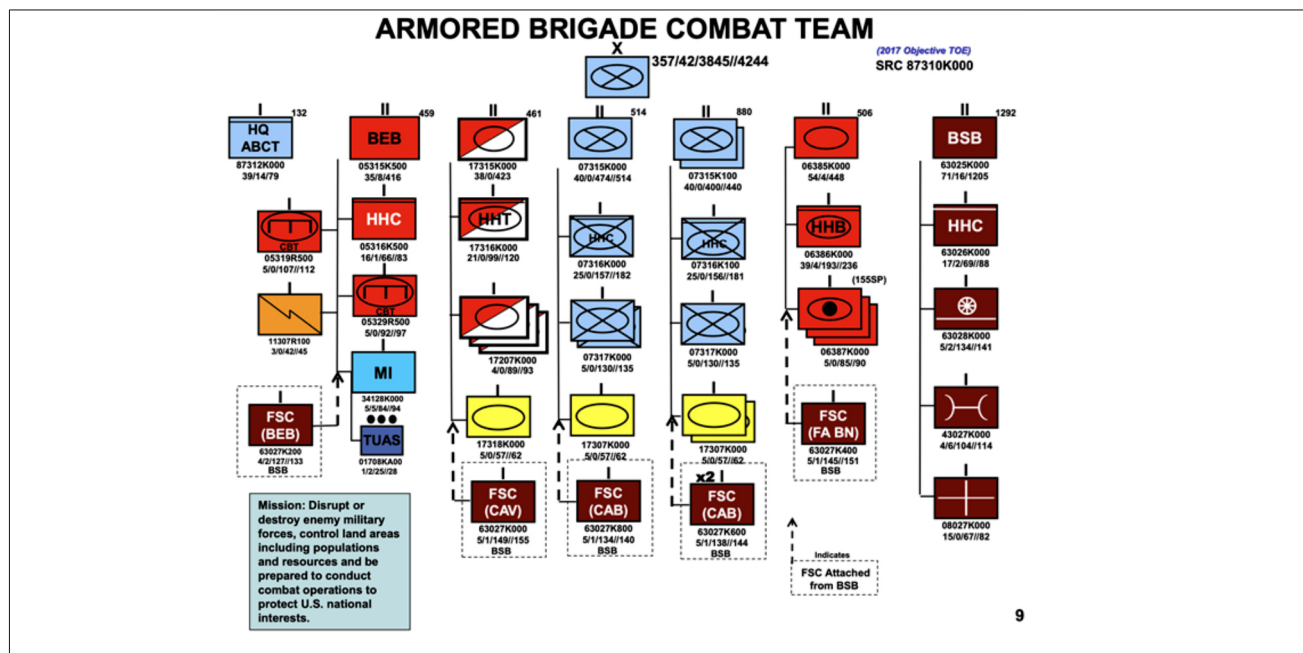 ARMORED BRIGADE COMBAT TEAM
X
357/42/3845//4244
(2017 Objective TOE)
SRC 87310K000
I
132
HQ
ABCT
87312K000
39/14/79
II
459
BEB
05315K500
35/8/416
I
CBT
05319R500
5/0/107//112
I
HHC
05316K500
16/1/66//83
I
11307R100
3/0/42//45
I
CBT
05329R500
5/0/92//97
I
MI
34128K000
5/5/84//94
I
FSC
(BEB)
63027K200
4/2/127//133
BSB
TUAS
01708KA00
1/2/25//28
II
461
17315K000
38/0/423
I
HHT
17316K000
21/0/99//120
I
17207K000
4/0/89//93
I
17318K000
5/0/57//62
I
FSC
(CAV)
63027K000
5/1/149//155
BSB
II
514
07315K000
40/0/474//514
I
HHC
07316K000
25/0/157//182
I
07317K000
5/0/130//135
I
17307K000
5/0/57//62
I
FSC
(CAB)
63027K800
5/1/134//140
BSB
II
880
07315K100
40/0/400//440
I
HHC
07316K100
25/0/156//181
I
07317K000
5/0/130//135
I
17307K000
5/0/57//62
x2 I
FSC
(CAB)
63027K600
5/1/138//144
BSB
II
506
06385K000
54/4/448
I
HHB
06386K000
39/4/193//236
I
(155SP)
06387K000
5/0/85//90
I
FSC
(FA BN)
63027K400
5/1/145//151
BSB
II
1292
BSB
63025K000
71/16/1205
I
HHC
63026K000
17/2/69//88
I
63028K000
5/2/134//141
I
43027K000
4/6/104//114
I
08027K000
15/0/67//82
Mission: Disrupt or
destroy enemy military
forces, control land areas
including populations
and resources and be
prepared to conduct
combat operations to
protect U.S. national
interests.
Indicates
FSC Attached
from BSB
9